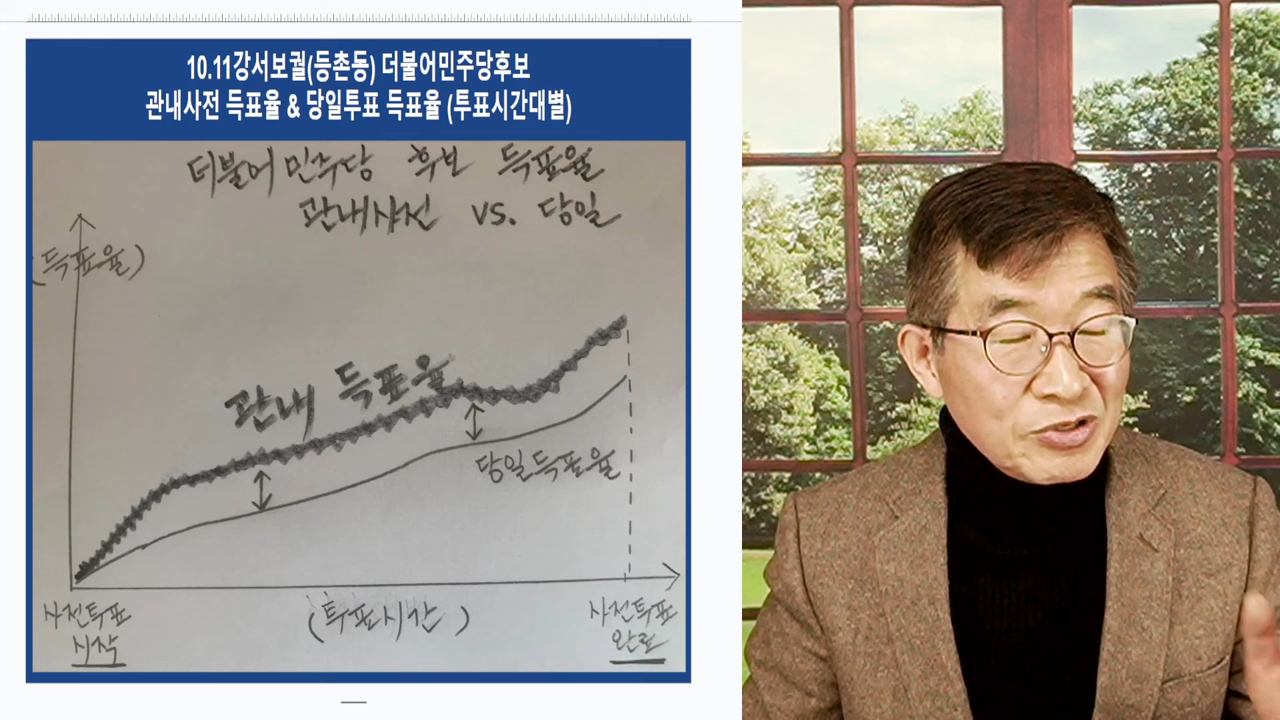 10.11강서보궐(등촌동) 더불어민주당후보
관내사전 득표율 & 당일투표 득표율 (투표시간대별)
더불어 민주당 후보 득표율
관내사전 vs. 당일
(득표율)
관내 득표율
당일득표율
사전투표
시작
(투표시간)
사전투표
완료